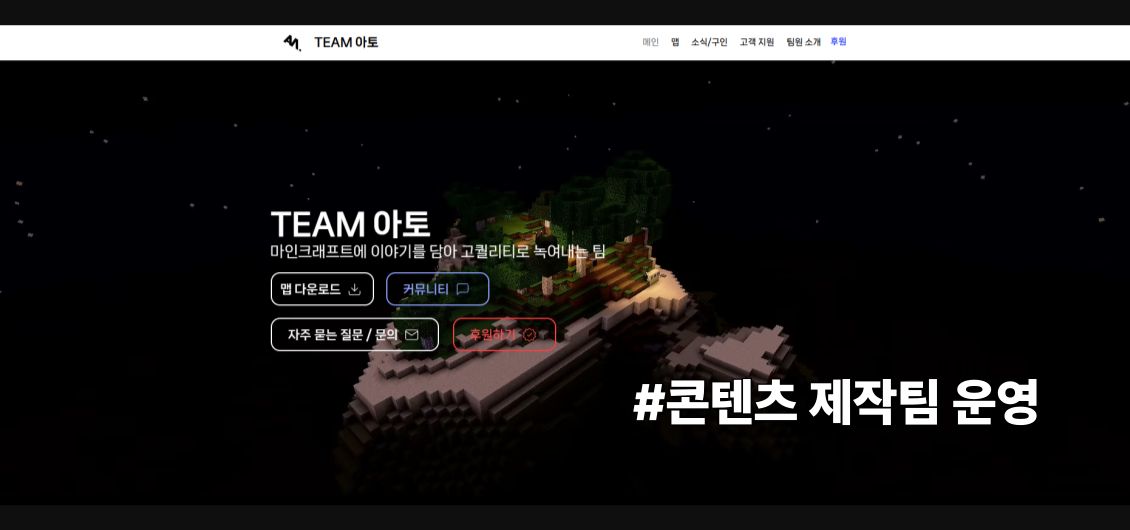 TEAM 아토
메인 맵 소식/구인 고객 지원 팀원 소개 후원
TEAM 아토
마인크래프트에 이야기를 담아 고퀄리티로 녹여내는 팀
맵 다운로드 커뮤니티
자주 묻는 질문 / 문의 후원하기
#콘텐츠 제작팀 운영